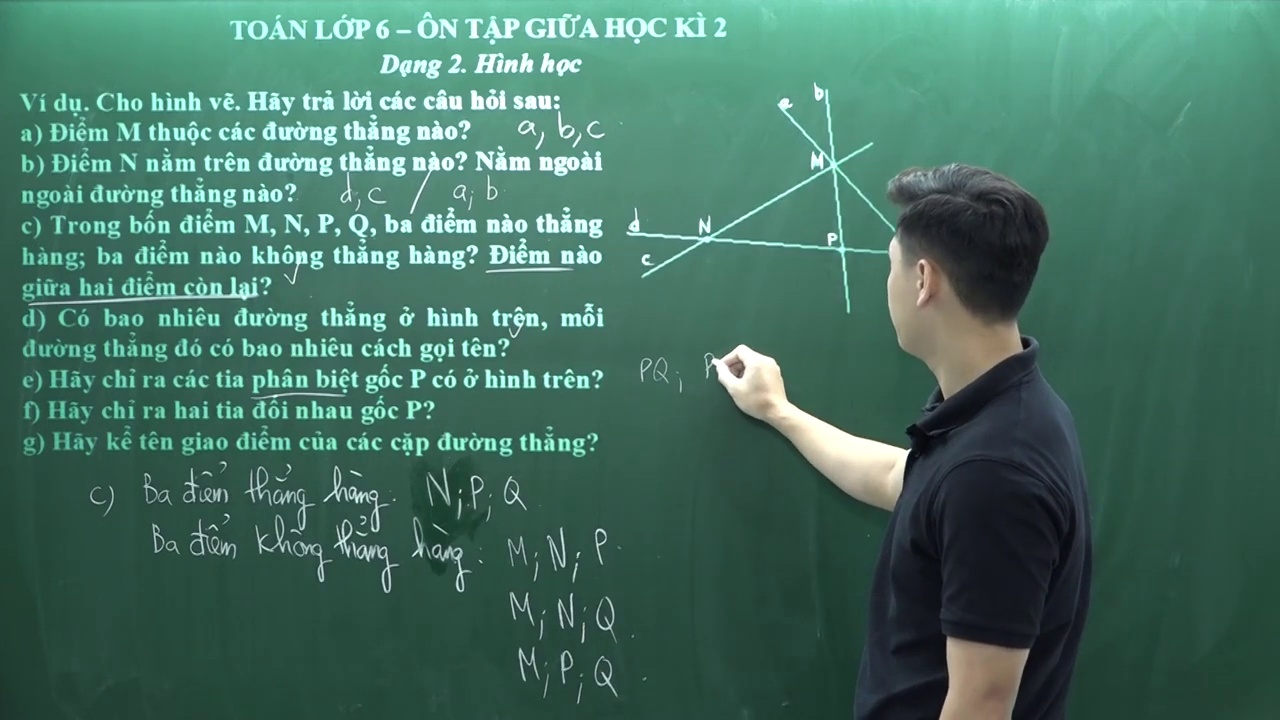 TOÁN LỚP 6 – ÔN TẬP GIỮA HỌC KÌ 2
Dạng 2. Hình học
Ví dụ. Cho hình vẽ. Hãy trả lời các câu hỏi sau:
a) Điểm M thuộc các đường thẳng nào? a, b, c
b) Điểm N nằm trên đường thẳng nào? Nằm ngoài
ngoài đường thẳng nào? d, c / a; b
c) Trong bốn điểm M, N, P, Q, ba điểm nào thẳng
hàng; ba điểm nào không thẳng hàng? Điểm nào
giữa hai điểm còn lại?
d) Có bao nhiêu đường thẳng ở hình trên, mỗi
đường thẳng đó có bao nhiêu cách gọi tên?
e) Hãy chỉ ra các tia phân biệt gốc P có ở hình trên?
f) Hãy chỉ ra hai tia đối nhau gốc P?
g) Hãy kể tên giao điểm của các cặp đường thẳng?
c) Ba điểm thẳng hàng: N; P; Q
Ba điểm không thẳng hàng: M; N; P.
M; N; Q.
M; P; Q.
a
b
M
d
N
P
c
PQ; P